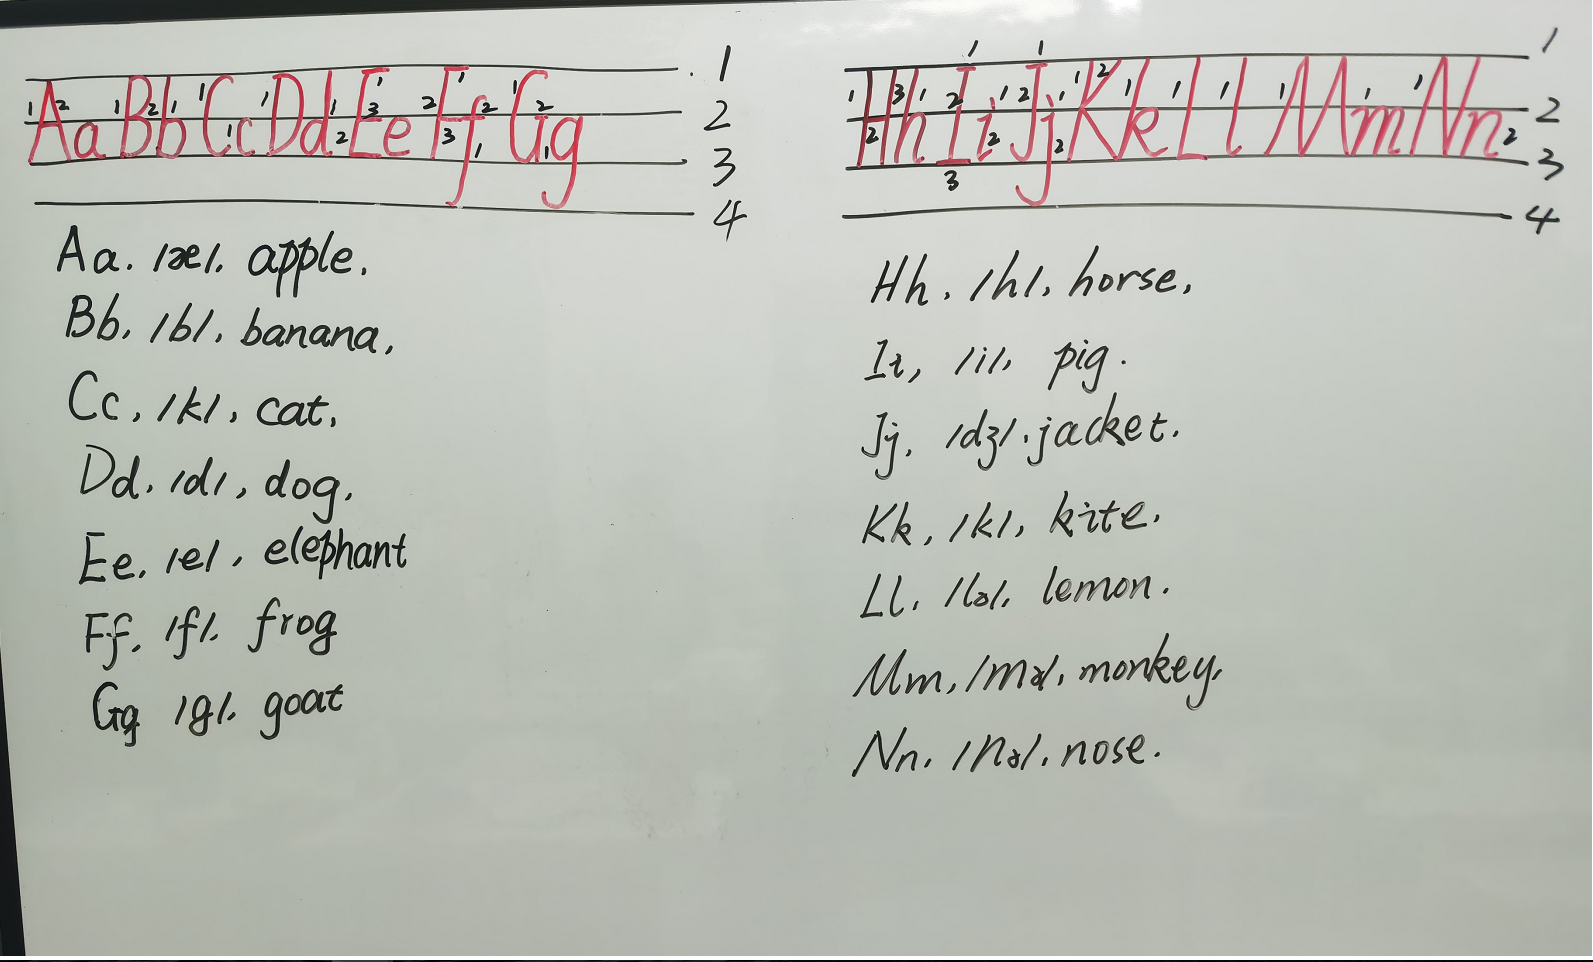 Aa Bb Cc Dd Ee Ff Gg
1
2
3
4
Aa. /æ/. apple.
Bb, /b/, banana,
Cc, /k/, cat,
Dd. /d/, dog,
Ee. /e/, elephant
Ff. /f/. frog
Gg /g/. goat
Hh Ii Jj Kk Ll Mm Nn
1
2
3
4
Hh. /h/, horse,
Ii, /i/, pig.
Jj, /dʒ/. jacket.
Kk, /k/, kite.
Ll. /lə/. lemon.
Mm, /mə/, monkey,
Nn. /nə/. nose.